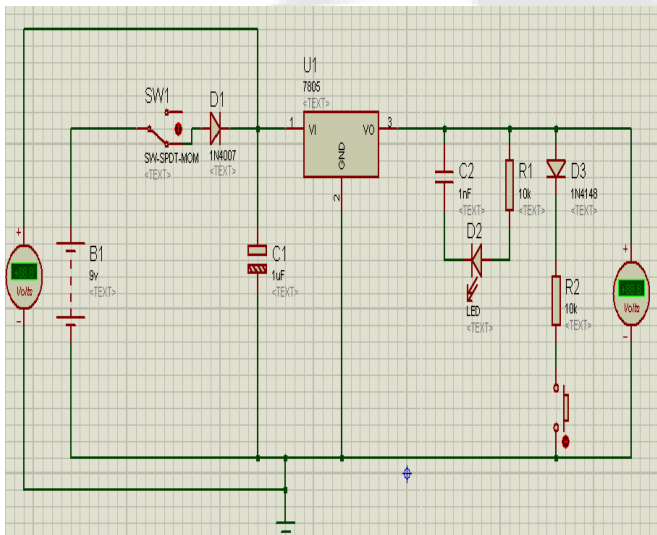 U1
7805
<TEXT>
SW1
D1
1
VI
VO
3
GND
2
SW-SPDT-MOM
<TEXT>
1N4007
<TEXT>
C2
1nF
<TEXT>
R1
10k
<TEXT>
D3
1N4148
<TEXT>
+
Volts
-
B1
9v
<TEXT>
C1
1uF
<TEXT>
D2
LED
<TEXT>
R2
10k
<TEXT>
+
Volts
-